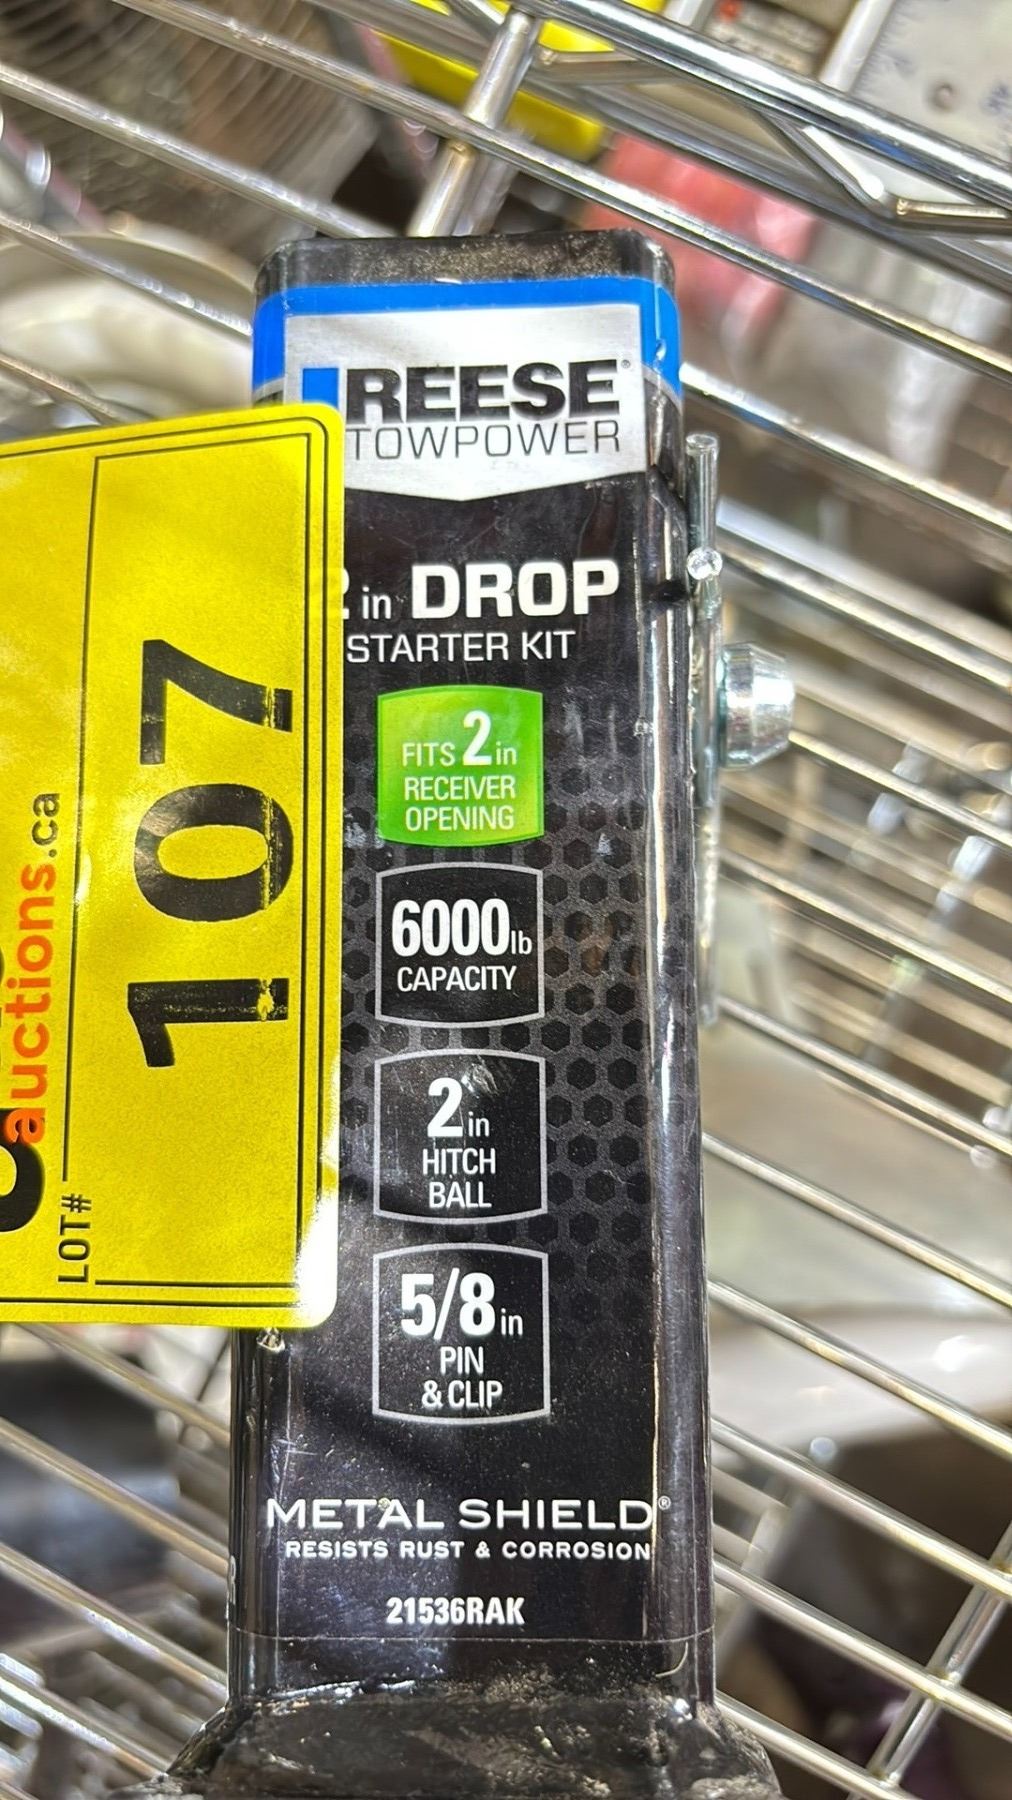 REESE
TOWPOWER
in DROP
STARTER KIT
FITS 2in
RECEIVER
OPENING
6000lb
CAPACITY
2in
HITCH
BALL
5/8in
PIN
& CLIP
METAL SHIELD®
RESISTS RUST & CORROSION
21536RAK
auctions.ca
LOT#
107